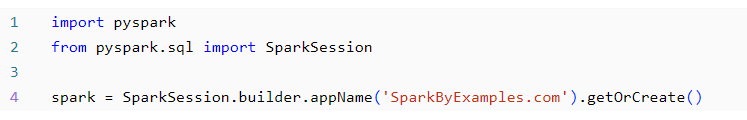 1 import pyspark
2 from pyspark.sql import SparkSession
3
4 spark = SparkSession.builder.appName('SparkByExamples.com').getOrCreate()